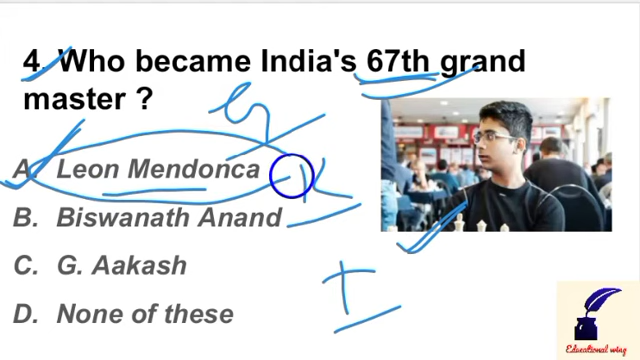 4. Who became India's 67th grand
master ?
A. Leon Mendonca
B. Biswanath Anand
C. G. Aakash
D. None of these
G
K
I
Educational wing